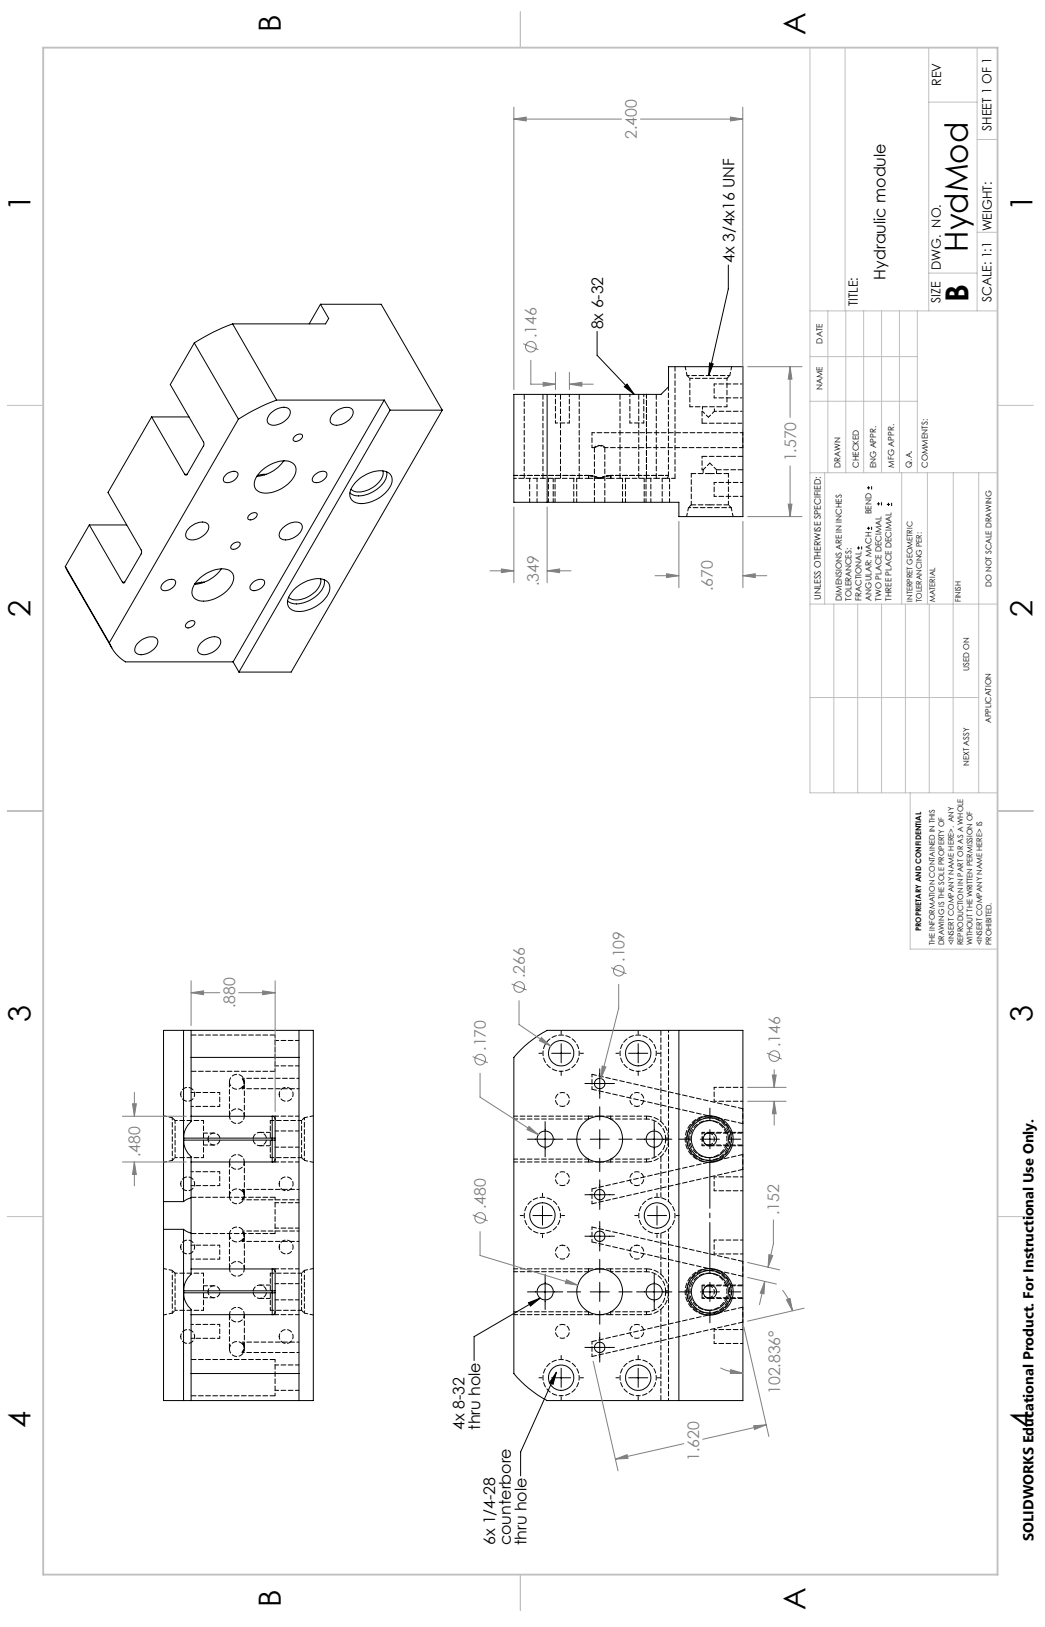 B
A
4
3
2
1
.480
.880
6x 1/4-28
counterbore
thru hole
4x 8-32
thru hole
∅.480
∅.170
∅.266
∅.109
1.620
102.836°
.152
∅.146
.349
.670
1.570
∅.146
8x 6-32
4x 3/4x16 UNF
2.400
PROPRIETARY AND CONFIDENTIAL
THE INFORMATION CONTAINED IN THIS
DRAWING IS THE SOLE PROPERTY OF
<INSERT COMPANY NAME HERE>. ANY
REPRODUCTION IN PART OR AS A WHOLE
WITHOUT THE WRITTEN PERMISSION OF
<INSERT COMPANY NAME HERE> IS
PROHIBITED.
NEXT ASSY
USED ON
APPLICATION
UNLESS OTHERWISE SPECIFIED:
DIMENSIONS ARE IN INCHES
TOLERANCES:
FRACTIONAL ±
ANGULAR: MACH ± BEND ±
TWO PLACE DECIMAL ±
THREE PLACE DECIMAL ±
INTERPRET GEOMETRIC
TOLERANCING PER:
MATERIAL
FINISH
DO NOT SCALE DRAWING
NAME
DATE
DRAWN
CHECKED
ENG APPR.
MFG APPR.
Q.A.
COMMENTS:
TITLE:
Hydraulic module
SIZE
B
DWG. NO.
HydMod
REV
SCALE: 1:1
WEIGHT:
SHEET 1 OF 1
B
A
4
3
2
1
SOLIDWORKS Educational Product. For Instructional Use Only.